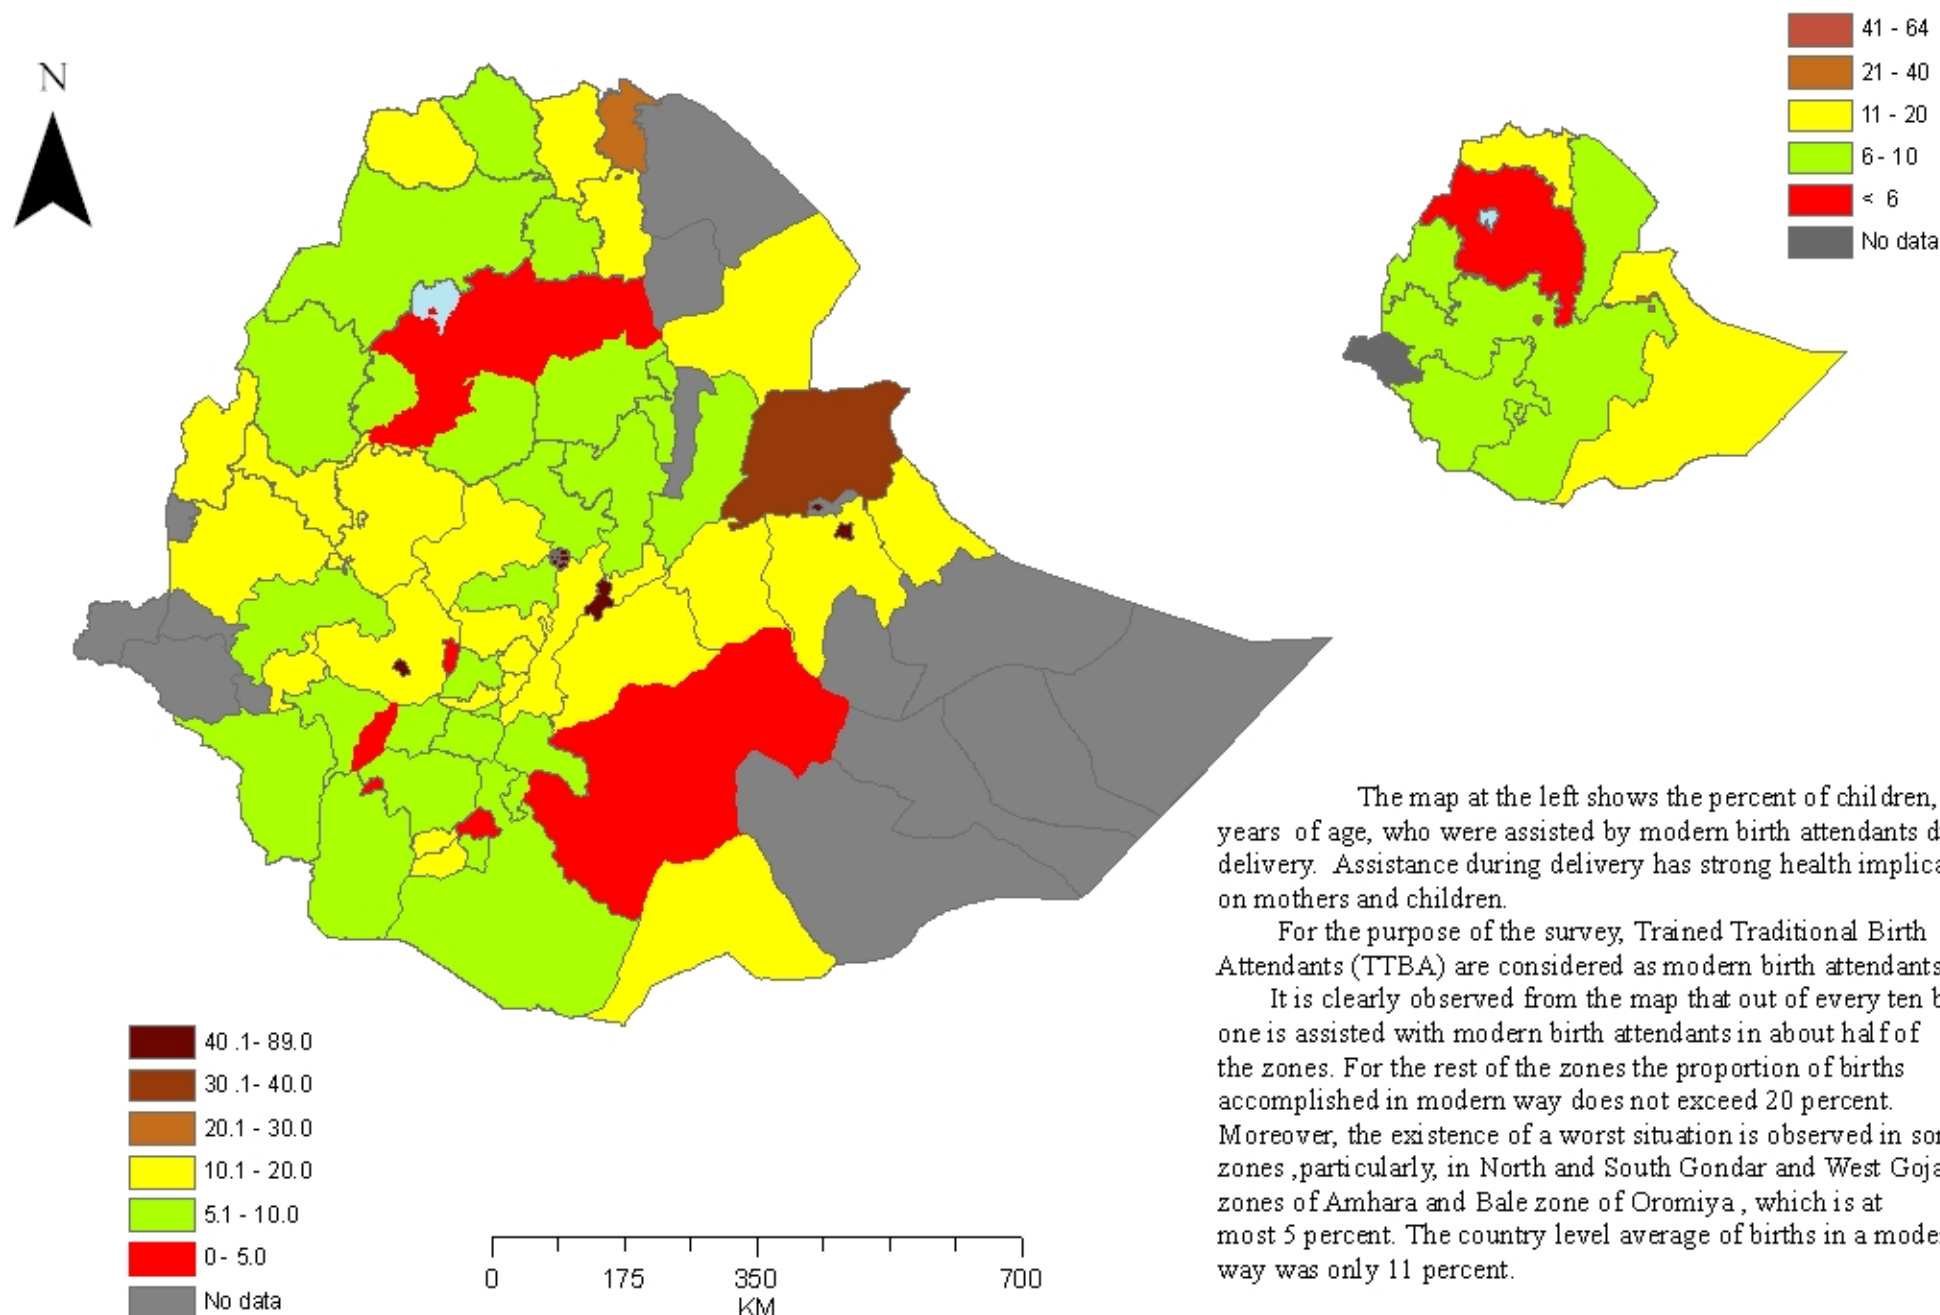 N
41 - 64
21 - 40
11 - 20
6 - 10
< 6
No data
40 .1- 89.0
30 .1- 40.0
20.1 - 30.0
10.1 - 20.0
5.1 - 10.0
0 - 5.0
No data
0 175 350 700
KM
The map at the left shows the percent of children,
years of age, who were assisted by modern birth attendants d
delivery. Assistance during delivery has strong health implica
on mothers and children.
For the purpose of the survey, Trained Traditional Birth
Attendants (TTBA) are considered as modern birth attendants
It is clearly observed from the map that out of every ten b
one is assisted with modern birth attendants in about half of
the zones. For the rest of the zones the proportion of births
accomplished in modern way does not exceed 20 percent.
Moreover, the existence of a worst situation is observed in so
zones ,particularly, in North and South Gondar and West Goja
zones of Amhara and Bale zone of Oromiya , which is at
most 5 percent. The country level average of births in a mode
way was only 11 percent.